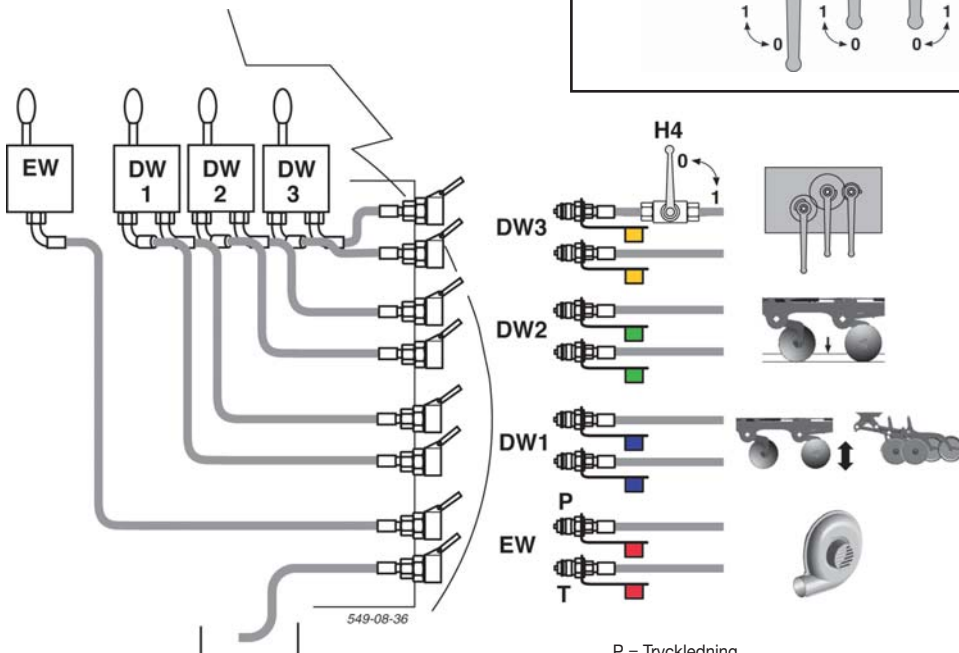 1 0 1 0 0 1
EW
DW 1
DW 2
DW 3
H4
0
1
DW3
DW2
DW1
P
EW
T
549-08-36
P = Tryckledning